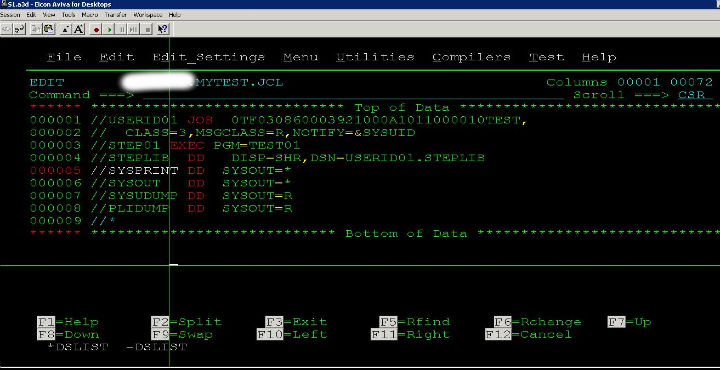 SLa3d - Eicon Aviva for Desktops
Session Edit View Tools Macro Transfer Workspace Help
File Edit Edit_Settings Menu Utilities Compilers Test Help
EDIT .MYTEST.JCL Columns 00001 00072
Command ===> Scroll ===> CSR
****** *************************** Top of Data ****************************
000001 //USERID01 JOB 0TF030860003921000A1011000010TEST,
000002 // CLASS=3,MSGCLASS=R,NOTIFY=&SYSUID
000003 //STEP01 EXEC PGM=TEST01
000004 //STEPLIB DD DISP=SHR,DSN=USERID01.STEPLIB
000005 //SYSPRINT DD SYSOUT=*
000006 //SYSOUT DD SYSOUT=*
000007 //SYSUDUMP DD SYSOUT=R
000008 //PLIDUMP DD SYSOUT=R
000009 //*
****** ************************** Bottom of Data **************************
F1=Help F2=Split F3=Exit F5=Rfind F6=Rchange F7=Up
F8=Down F9=Swap F10=Left F11=Right F12=Cancel
*DSLIST -DSLIST